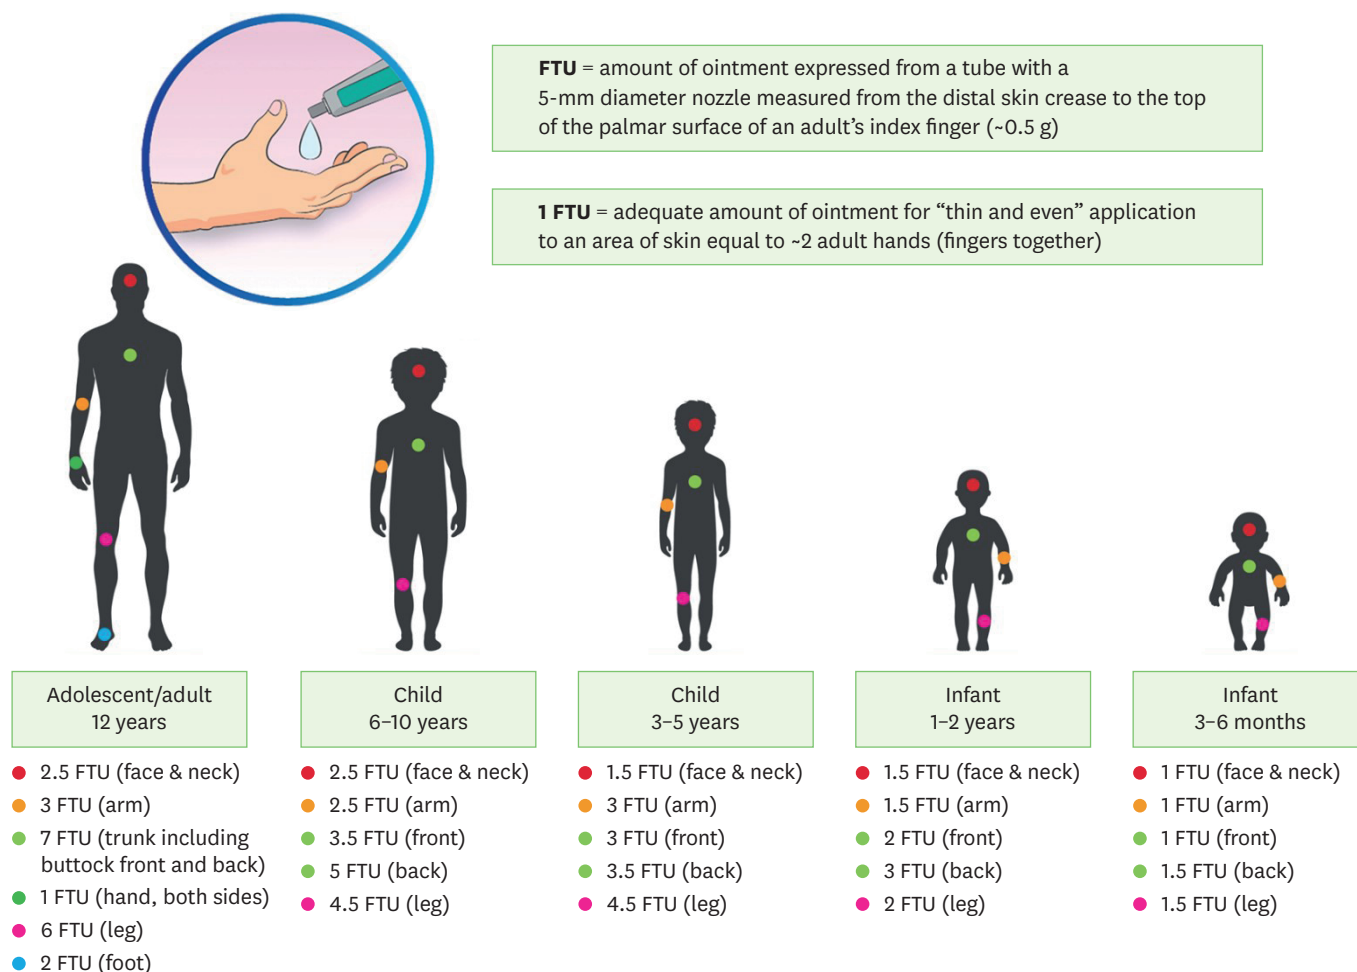 FTU = amount of ointment expressed from a tube with a
5-mm diameter nozzle measured from the distal skin crease to the top
of the palmar surface of an adult's index finger (~0.5 g)
1 FTU = adequate amount of ointment for “thin and even” application
to an area of skin equal to ~2 adult hands (fingers together)
Adolescent/adult
12 years
2.5 FTU (face & neck)
3 FTU (arm)
7 FTU (trunk including
buttock front and back)
1 FTU (hand, both sides)
6 FTU (leg)
2 FTU (foot)
Child
6–10 years
2.5 FTU (face & neck)
2.5 FTU (arm)
3.5 FTU (front)
5 FTU (back)
4.5 FTU (leg)
Child
3–5 years
1.5 FTU (face & neck)
3 FTU (arm)
3 FTU (front)
3.5 FTU (back)
4.5 FTU (leg)
Infant
1–2 years
1.5 FTU (face & neck)
1.5 FTU (arm)
2 FTU (front)
3 FTU (back)
2 FTU (leg)
Infant
3–6 months
1 FTU (face & neck)
1 FTU (arm)
1 FTU (front)
1.5 FTU (back)
1.5 FTU (leg)